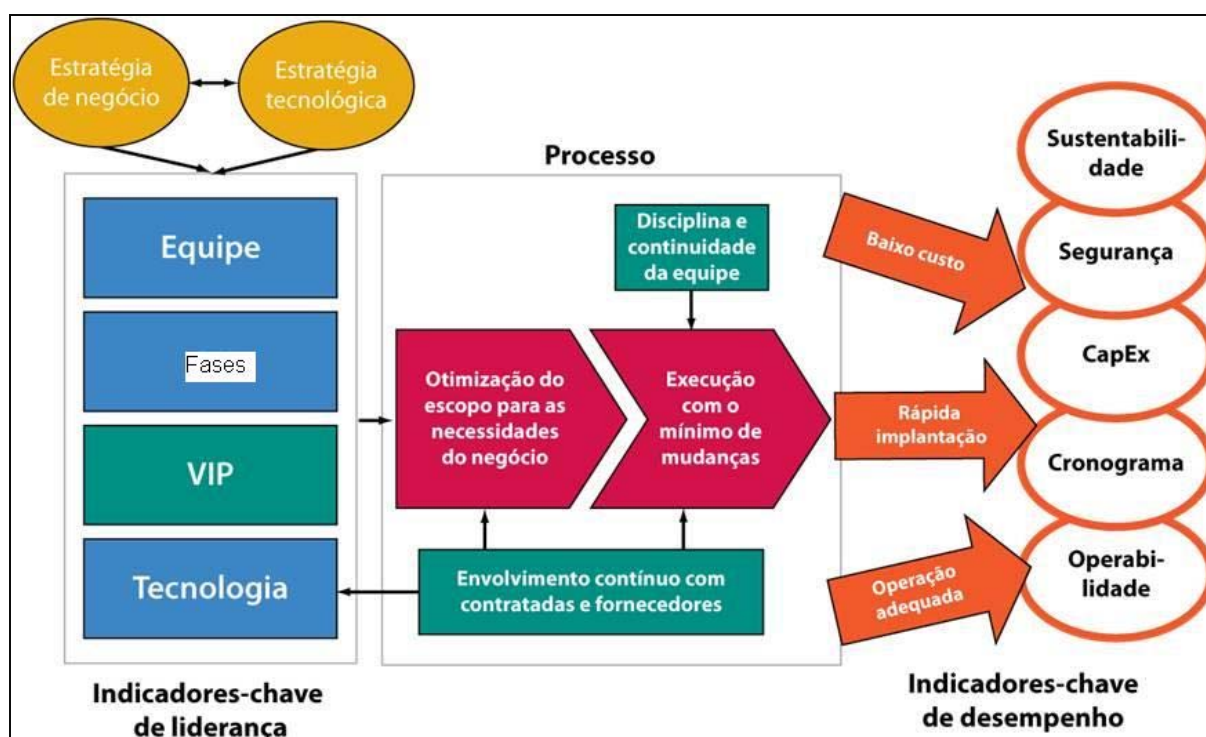 Estratégia
de negócio
Estratégia
tecnológica
Equipe
Fases
VIP
Tecnologia
Indicadores-chave
de liderança
Processo
Disciplina e
continuidade
da equipe
Otimização do
escopo para as
necessidades
do negócio
Execução
com o
mínimo de
mudanças
Envolvimento contínuo com
contratadas e fornecedores
Baixo custo
Rápida
implantação
Operação
adequada
Sustentabili-
dade
Segurança
CapEx
Cronograma
Operabi-
lidade
Indicadores-chave
de desempenho